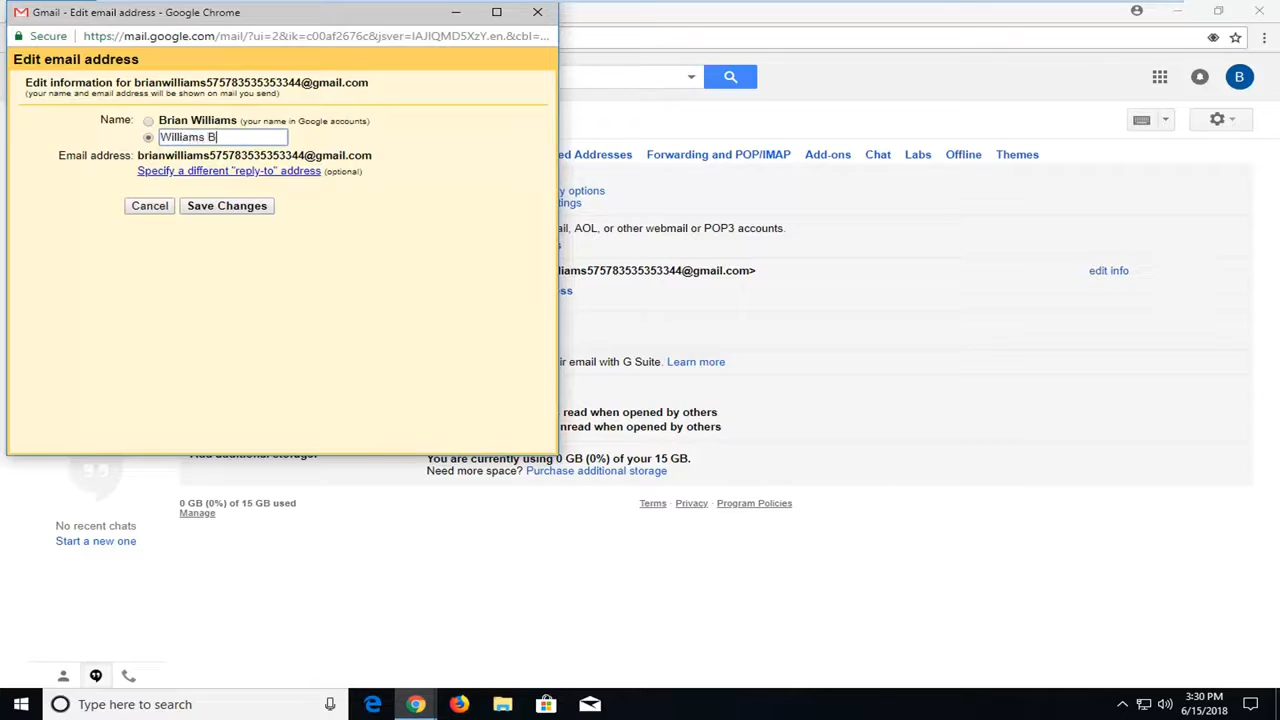 Gmail - Edit email address - Google Chrome
Secure https://mail.google.com/mail/?ui=2&ik=c00af2676c&jsver=IAJIQMD5XzY.en.&cbl=...
Edit email address
Edit information for brianwilliams575783535353344@gmail.com
(your name and email address will be shown on mail you send)
Name: Brian Williams (your name in Google accounts)
Williams B
Email address: brianwilliams575783535353344@gmail.com
Specify a different "reply-to" address (optional)
Cancel Save Changes
B
ed Addresses Forwarding and POP/IMAP Add-ons Chat Labs Offline Themes
y options
tings
ail, AOL, or other webmail or POP3 accounts.
s
liams575783535353344@gmail.com> edit info
ss
ir email with G Suite. Learn more
read when opened by others
nread when opened by others
Add additional storage:
You are currently using 0 GB (0%) of your 15 GB.
Need more space? Purchase additional storage
0 GB (0%) of 15 GB used
Manage
Terms · Privacy · Program Policies
No recent chats
Start a new one
Type here to search
3:30 PM
6/15/2018